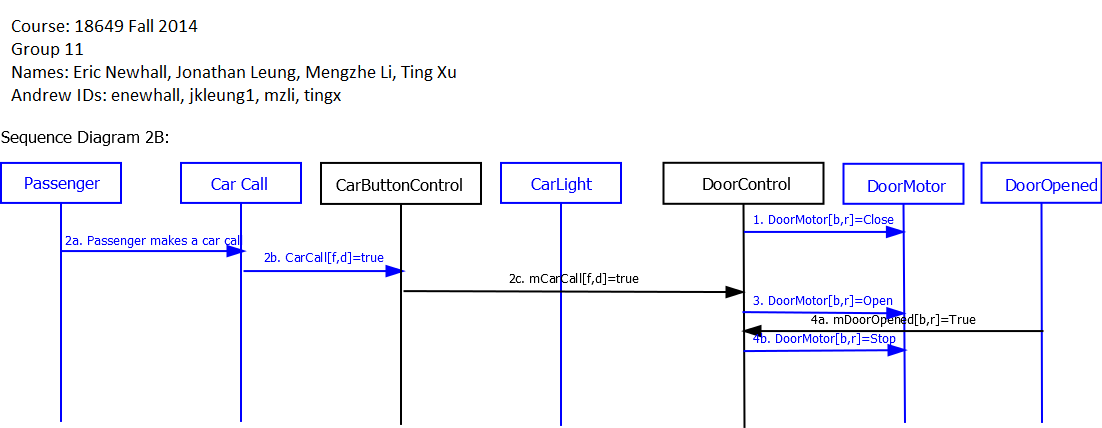 Course: 18649 Fall 2014
Group 11
Names: Eric Newhall, Jonathan Leung, Mengzhe Li, Ting Xu
Andrew IDs: enewhall, jkleung1, mzli, tingx
Sequence Diagram 2B:
Passenger
Car Call
CarButtonControl
CarLight
DoorControl
DoorMotor
DoorOpened
1. DoorMotor[b,r]=Close
2a. Passenger makes a car call
2b. CarCall[f,d]=true
2c. mCarCall[f,d]=true
3. DoorMotor[b,r]=Open
4a. mDoorOpened[b,r]=True
4b. DoorMotor[b,r]=Stop